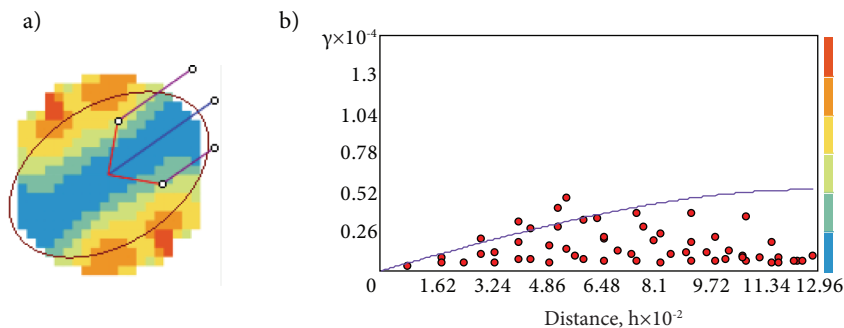 a)
b)
γ×10⁻⁴
1.3
1.04
0.78
0.52
0.26
0 1.62 3.24 4.86 6.48 8.1 9.72 11.34 12.96
Distance, h×10⁻²